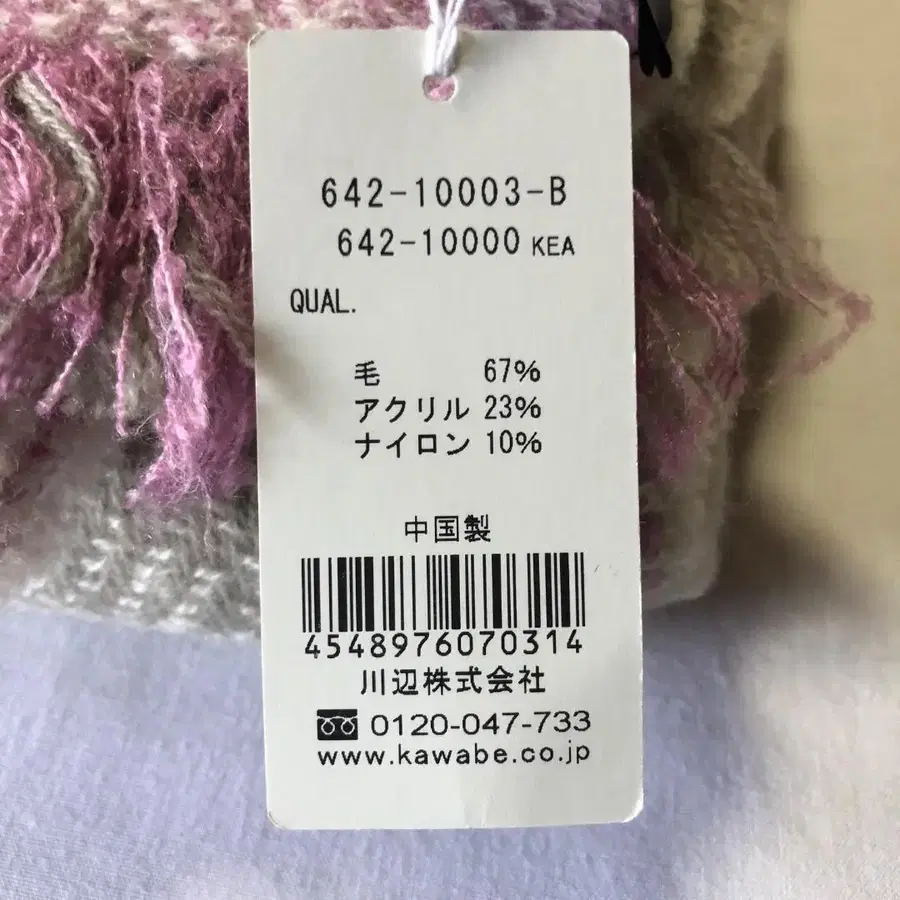 642-10003-B
642-10000 KEA
QUAL.
毛 67%
アクリル 23%
ナイロン 10%
中国製
4548976070314
川辺株式会社
0120-047-733
www.kawabe.co.jp